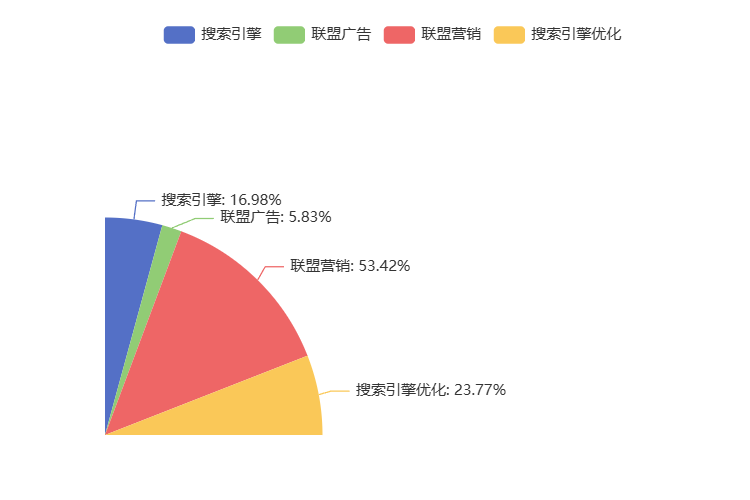 搜索引擎 联盟广告 联盟营销 搜索引擎优化
搜索引擎: 16.98%
联盟广告: 5.83%
联盟营销: 53.42%
搜索引擎优化: 23.77%